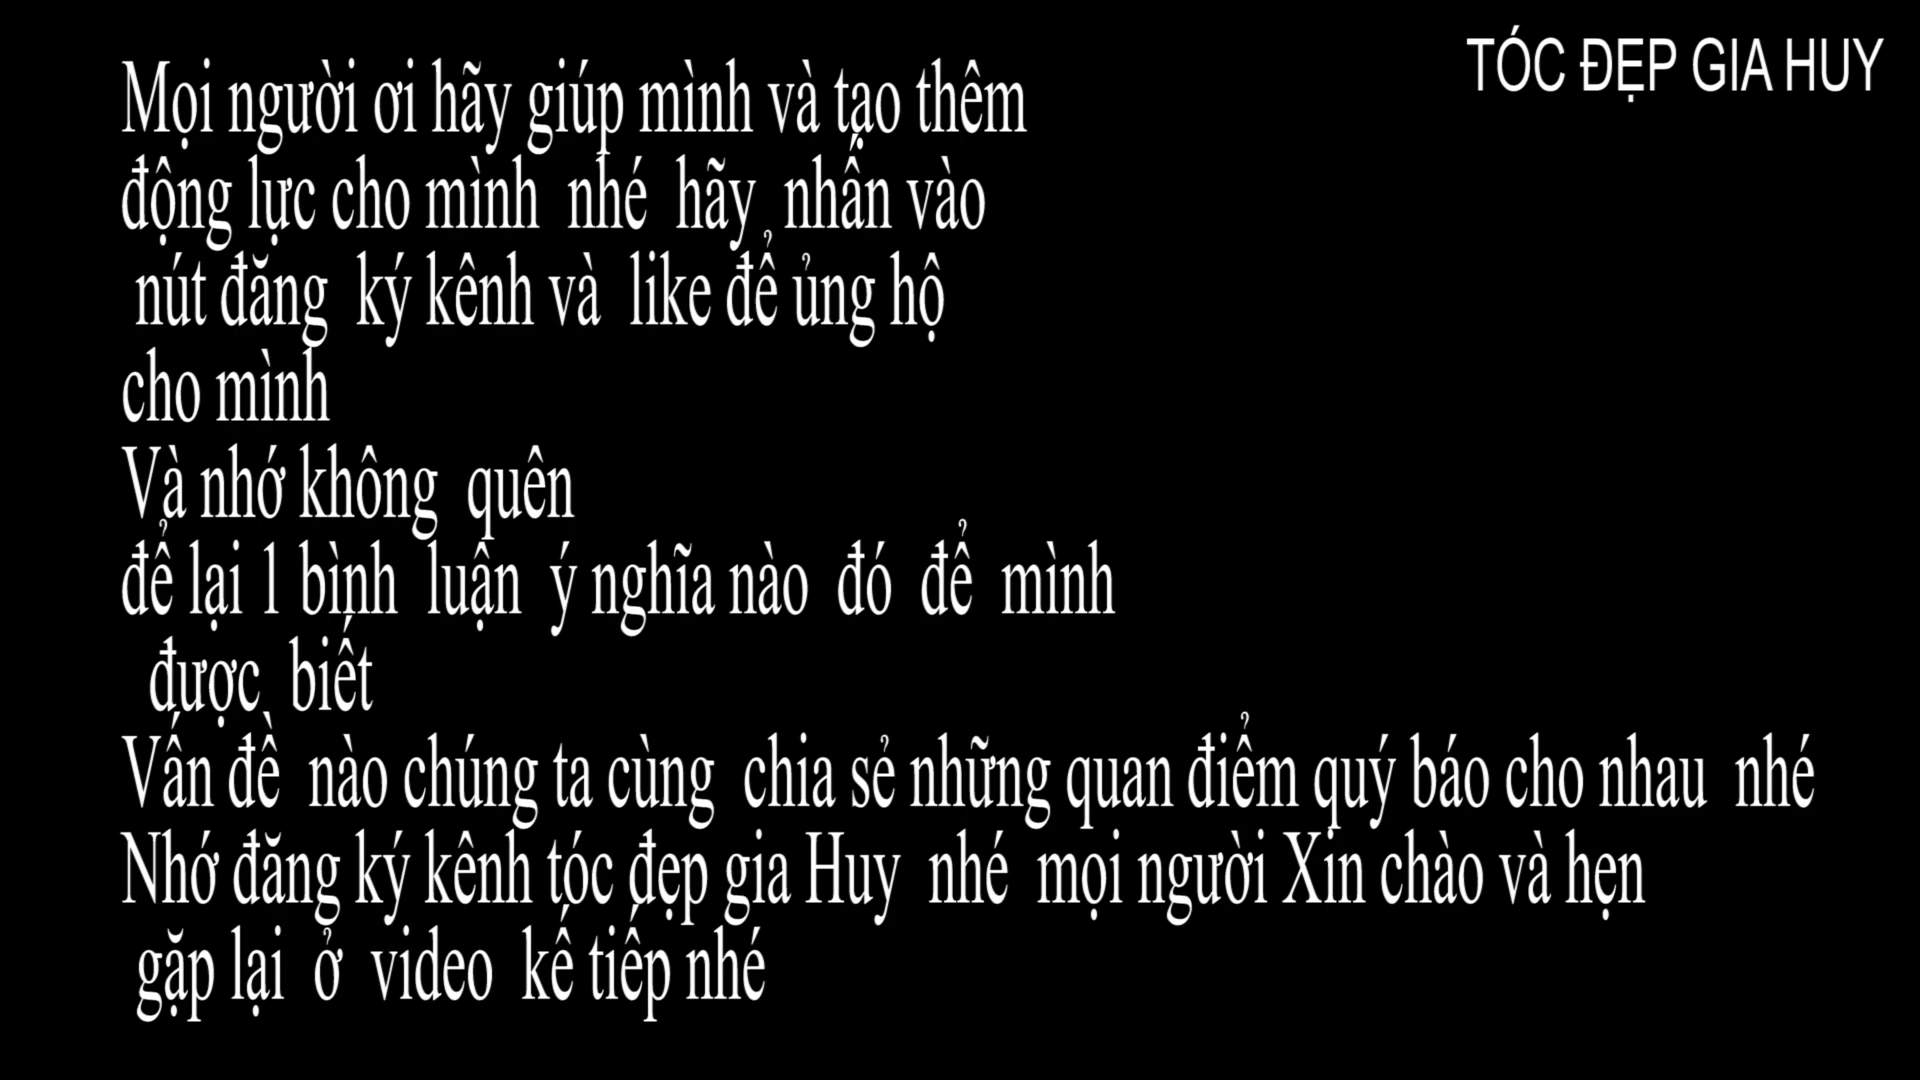 TÓC ĐẸP GIA HUY
Mọi người ơi hãy giúp mình và tạo thêm
động lực cho mình nhé hãy nhấn vào
nút đăng ký kênh và like để ủng hộ
cho mình
Và nhớ không quên
để lại 1 bình luận ý nghĩa nào đó để mình
được biết
Vấn đề nào chúng ta cùng chia sẻ những quan điểm quý báo cho nhau nhé
Nhớ đăng ký kênh tóc đẹp gia Huy nhé mọi người Xin chào và hẹn
gặp lại ở video kế tiếp nhé